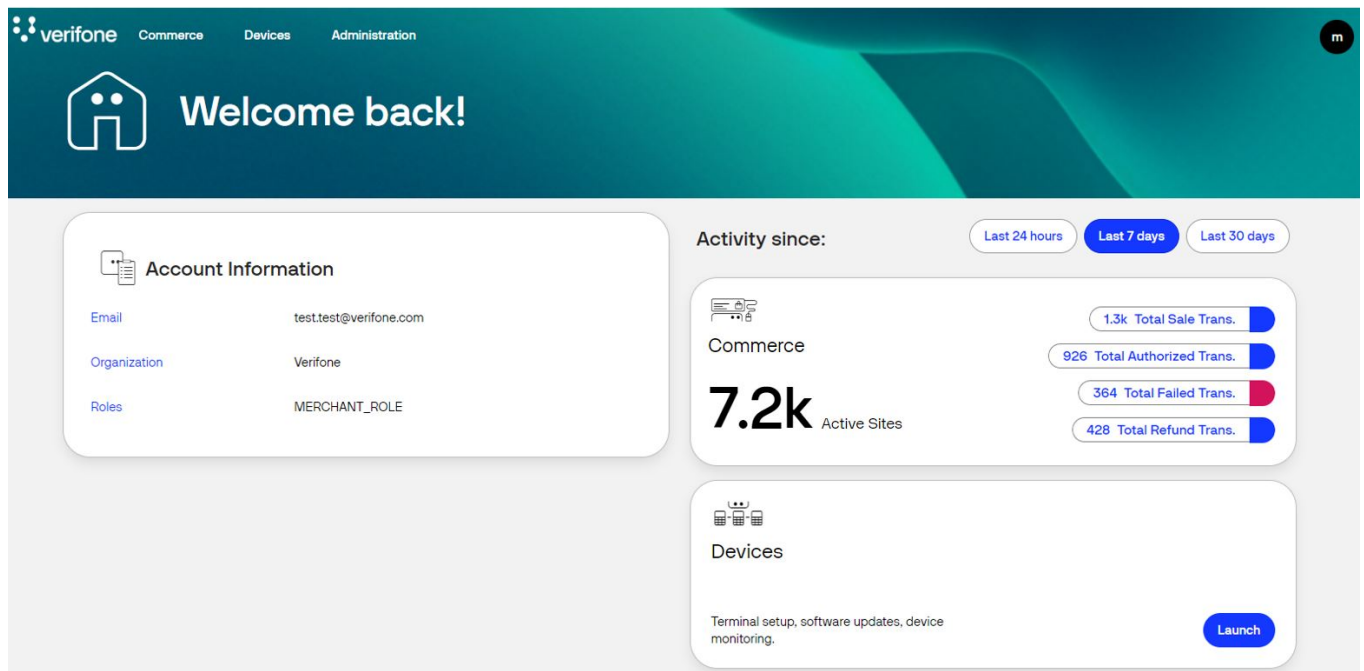 verifone Commerce Devices Administration
m
Welcome back!
Account Information
Email test.test@verifone.com
Organization Verifone
Roles MERCHANT_ROLE
Activity since:
Last 24 hours Last 7 days Last 30 days
Commerce
7.2k Active Sites
1.3k Total Sale Trans.
926 Total Authorized Trans.
364 Total Failed Trans.
428 Total Refund Trans.
Devices
Terminal setup, software updates, device
monitoring.
Launch